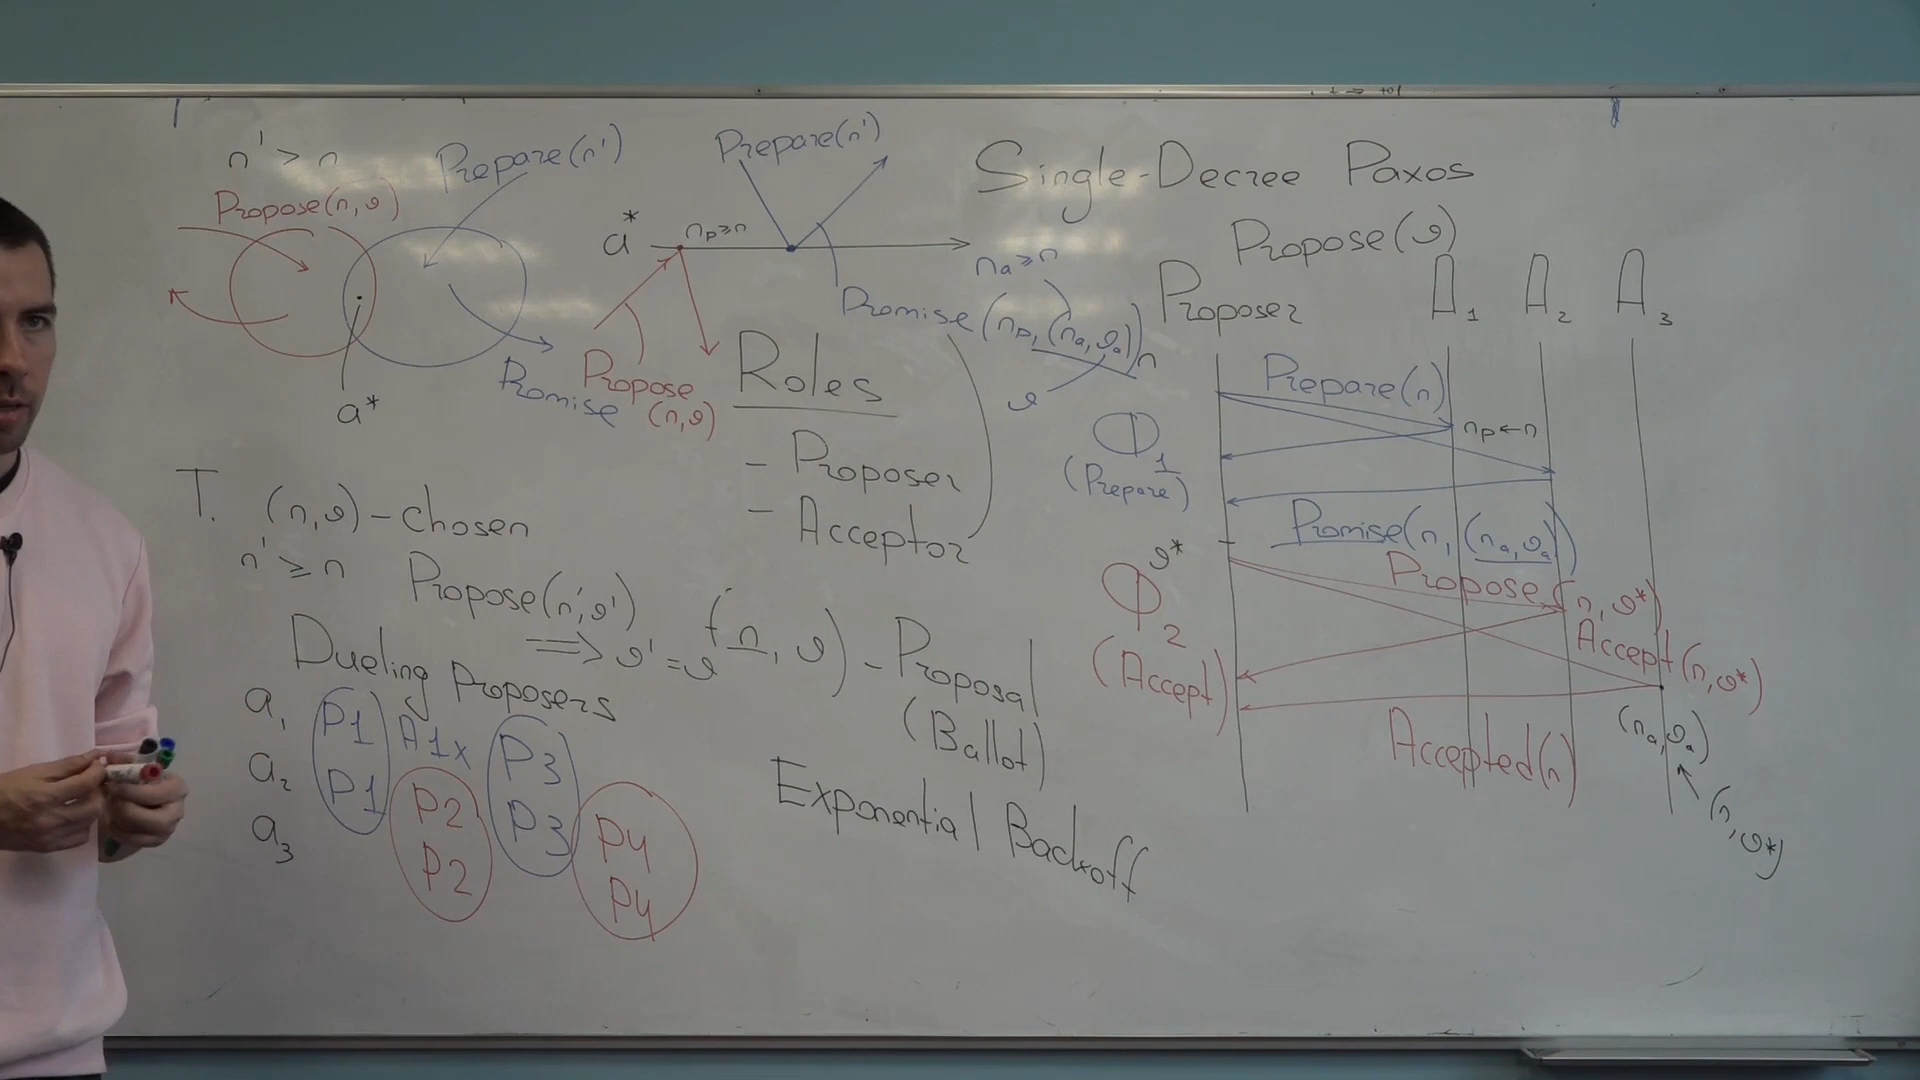 n' > n
Prepare(n')
Propose(n, v)
a*
Promise
a*
n_p ≥ n
Prepare(n')
n_a ≥ n
Promise(n_p, (n_a, v_a))
n
v
Propose
(n, v)
Roles
- Proposer
- Acceptor
T. (n, v) - chosen
n' ≥ n
Propose(n', v')
⇒ v' = v
(n, v) - Proposal
(Ballot)
Dueling Proposers
a1 P1 A1x P3
a2 P1 P2 P3 P4
a3 P2 P4
Exponential Backoff
Single-Decree Paxos
Propose(v)
Proposer A1 A2 A3
Prepare(n)
Φ1
(Prepare)
n_p ← n
Promise(n, (n_a, v_a))
v*
Φ2
(Accept)
Propose(n, v*)
Accept(n, v*)
Accepted(n)
(n_a, v_a)
(n, v*)